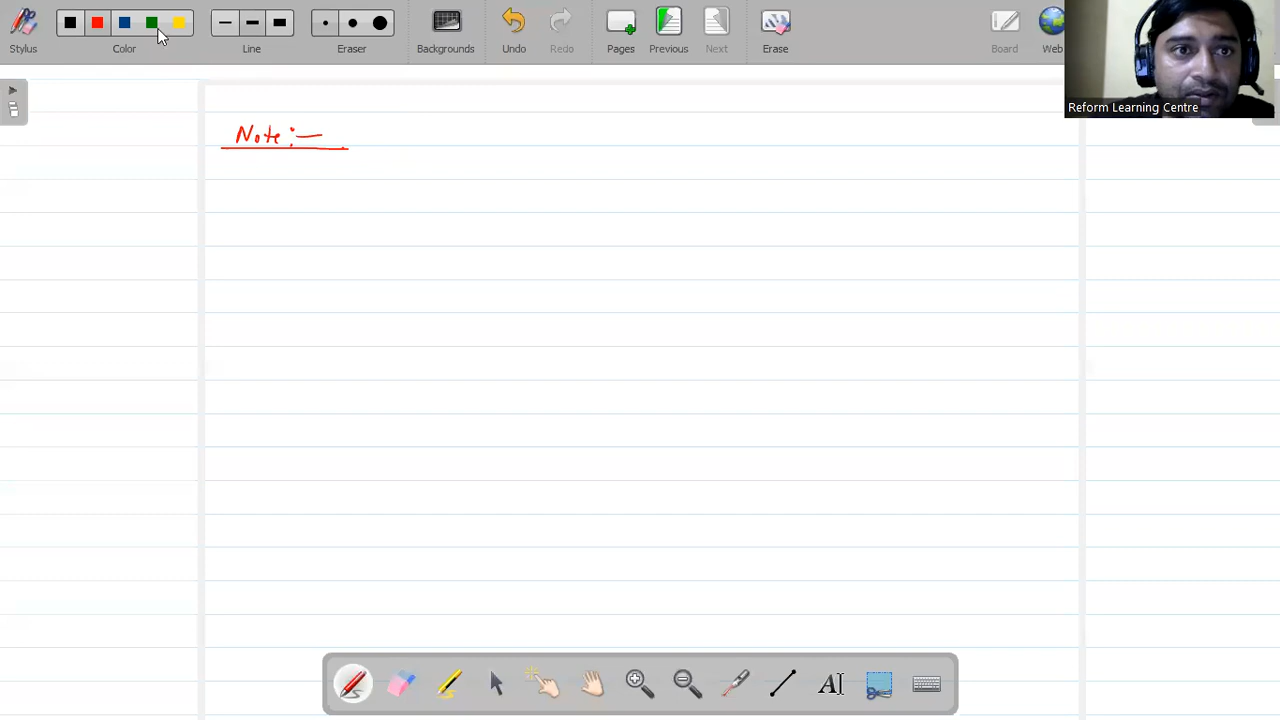 Stylus
Color
Line
Eraser
Backgrounds
Undo
Redo
Pages
Previous
Next
Erase
Board
Web
Reform Learning Centre
Note:—